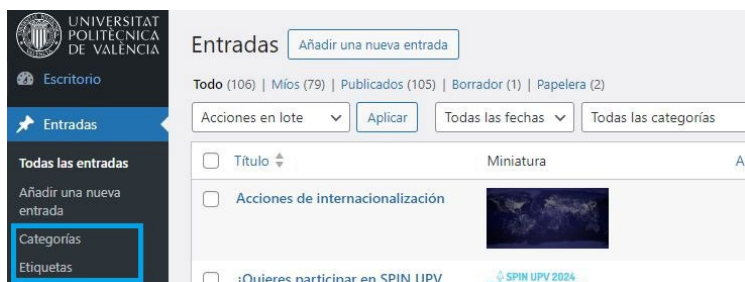 UNIVERSITAT
POLITÈCNICA
DE VALÈNCIA
Escritorio
Entradas
Todas las entradas
Añadir una nueva
entrada
Categorías
Etiquetas
Entradas Añadir una nueva entrada
Todo (106) | Míos (79) | Publicados (105) | Borrador (1) | Papelera (2)
Acciones en lote Aplicar Todas las fechas Todas las categorías
Título Miniatura A
Acciones de internacionalización
¿Quieres participar en SPIN UPV SPIN UPV 2024